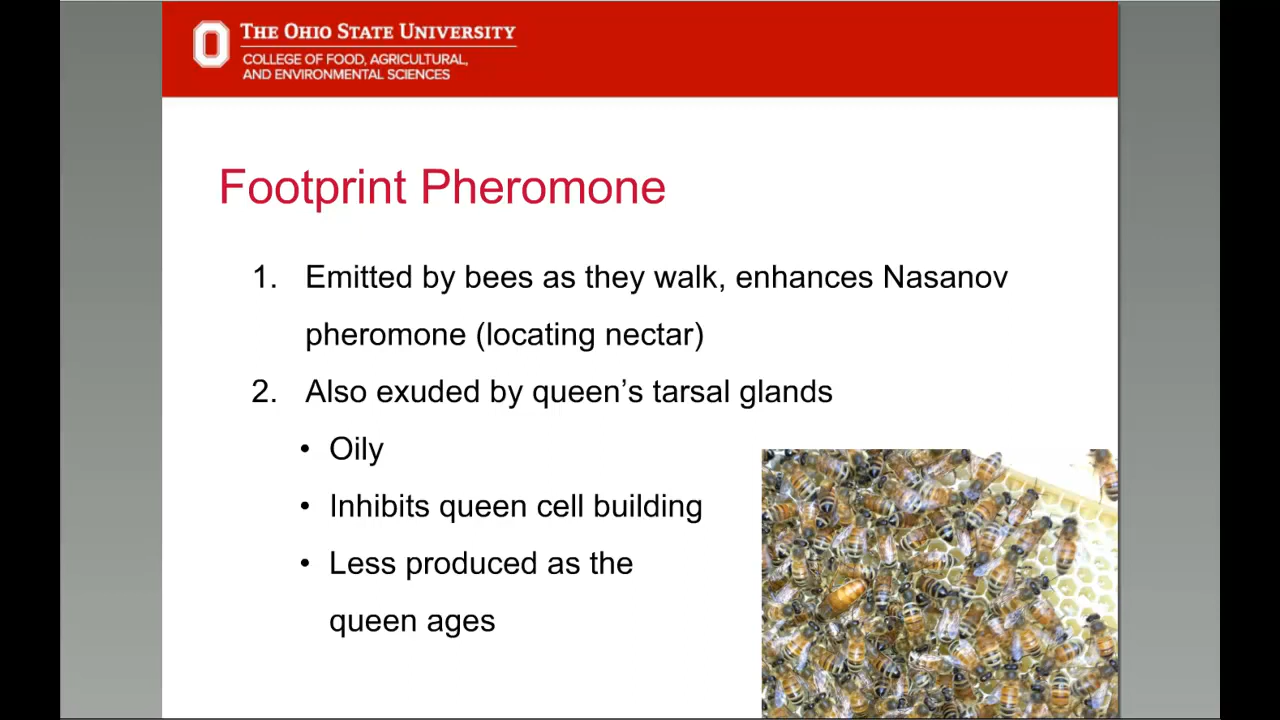 THE OHIO STATE UNIVERSITY
COLLEGE OF FOOD, AGRICULTURAL,
AND ENVIRONMENTAL SCIENCES
Footprint Pheromone
1. Emitted by bees as they walk, enhances Nasanov
pheromone (locating nectar)
2. Also exuded by queen’s tarsal glands
• Oily
• Inhibits queen cell building
• Less produced as the
queen ages